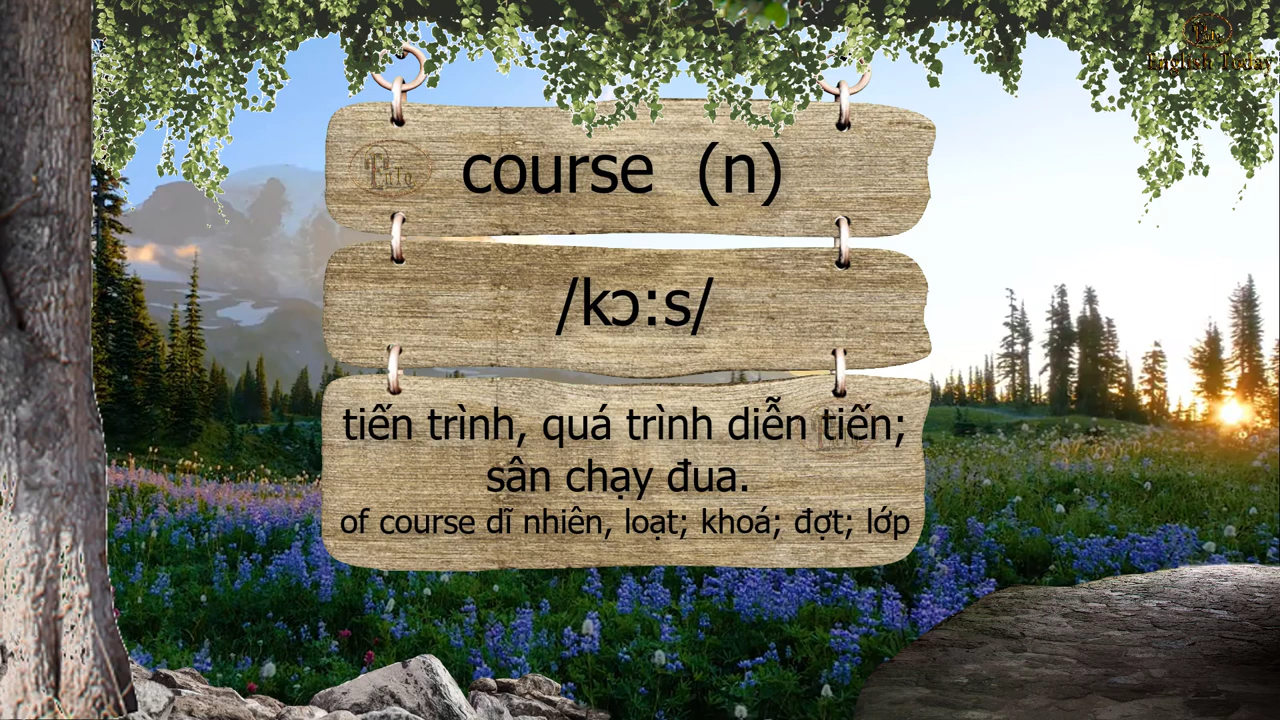 English Today
course (n)
/kɔ:s/
tiến trình, quá trình diễn tiến;
sân chạy đua.
of course dĩ nhiên, loạt; khoá; đợt; lớp